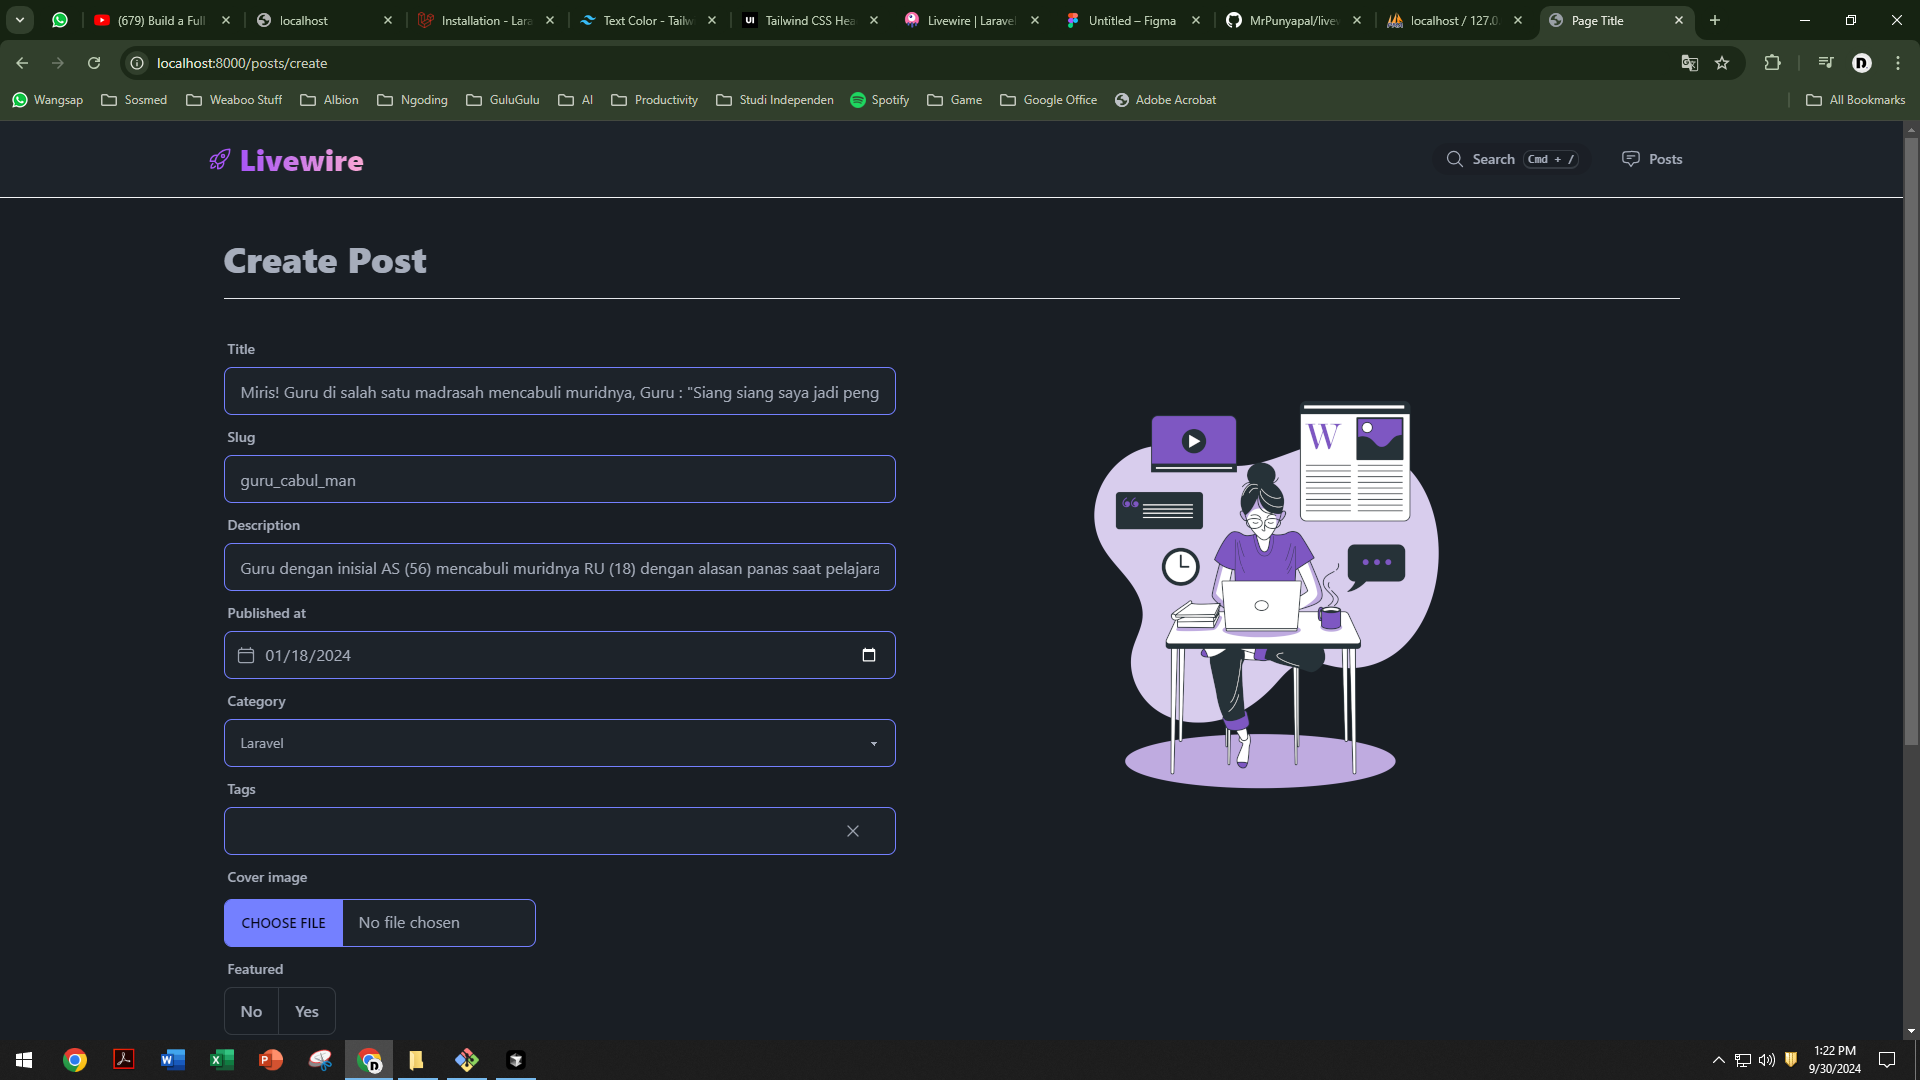 (679) Build a Full
localhost
Installation - Lara
Text Color - Tailw
Tailwind CSS Hea
Livewire | Laravel
Untitled – Figma
MrPunyapal/livew
localhost / 127.0.
Page Title
localhost:8000/posts/create
Wangsap
Sosmed
Weaboo Stuff
Albion
Ngoding
GuluGulu
AI
Productivity
Studi Independen
Spotify
Game
Google Office
Adobe Acrobat
All Bookmarks
Livewire
Search
Cmd + /
Posts
Create Post
Title
Miris! Guru di salah satu madrasah mencabuli muridnya, Guru : "Siang siang saya jadi peng
Slug
guru_cabul_man
Description
Guru dengan inisial AS (56) mencabuli muridnya RU (18) dengan alasan panas saat pelajara
Published at
01/18/2024
Category
Laravel
Tags
Cover image
CHOOSE FILE
No file chosen
Featured
No
Yes
W
1:22 PM
9/30/2024